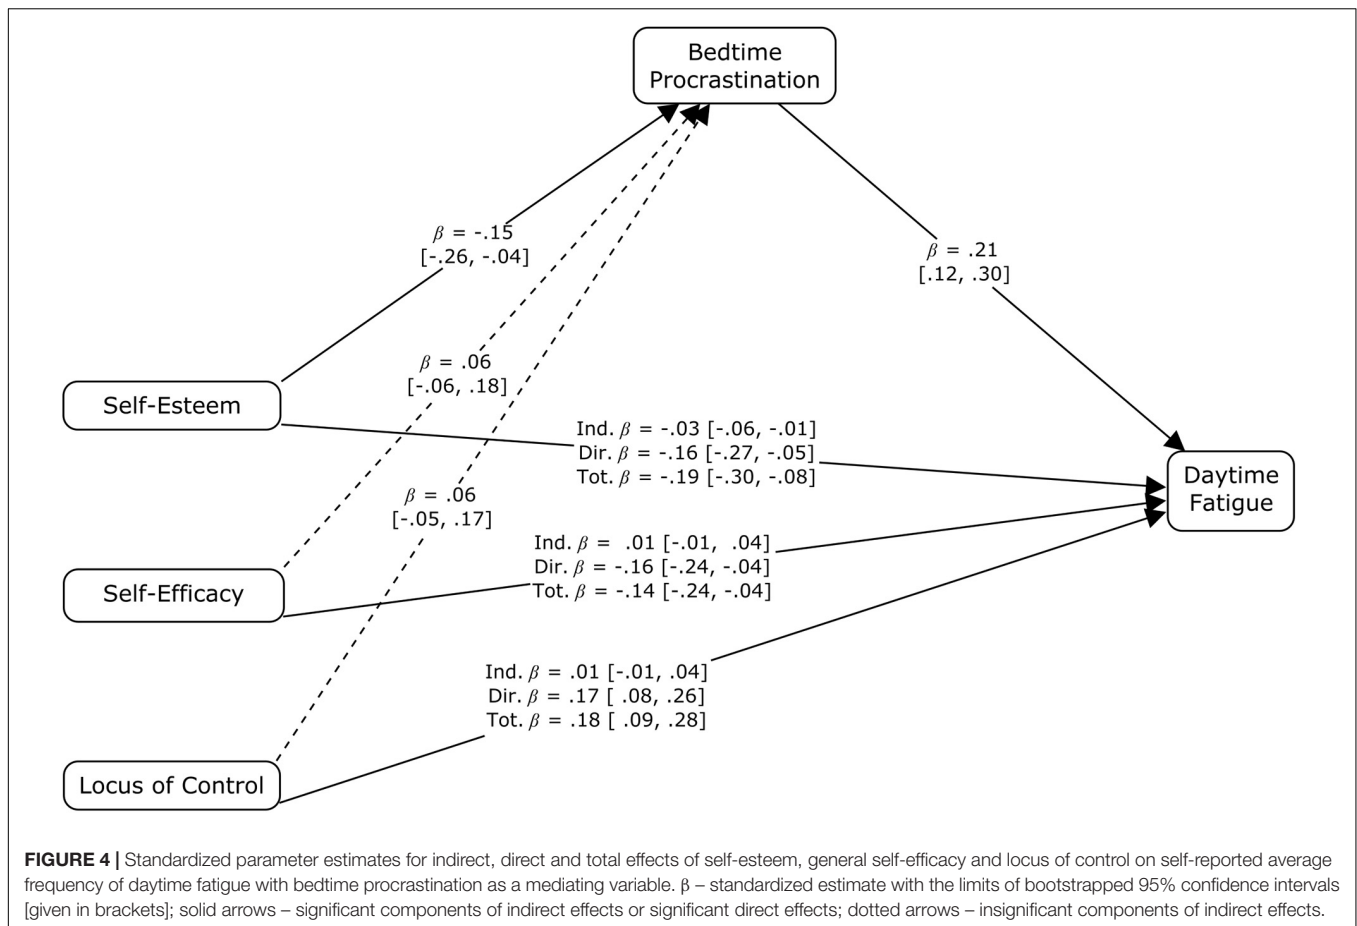 Bedtime
Procrastination
β = -.15
[-.26, -.04]
β = .21
[.12, .30]
β = .06
[-.06, .18]
Self-Esteem
Ind. β = -.03 [-.06, -.01]
Dir. β = -.16 [-.27, -.05]
Tot. β = -.19 [-.30, -.08]
Daytime
Fatigue
β = .06
[-.05, .17]
Ind. β =  .01 [-.01,  .04]
Dir. β = -.16 [-.24, -.04]
Tot. β = -.14 [-.24, -.04]
Self-Efficacy
Ind. β = .01 [-.01, .04]
Dir. β = .17 [ .08, .26]
Tot. β = .18 [ .09, .28]
Locus of Control
FIGURE 4 | Standardized parameter estimates for indirect, direct and total effects of self-esteem, general self-efficacy and locus of control on self-reported average
frequency of daytime fatigue with bedtime procrastination as a mediating variable. β – standardized estimate with the limits of bootstrapped 95% confidence intervals
[given in brackets]; solid arrows – significant components of indirect effects or significant direct effects; dotted arrows – insignificant components of indirect effects.